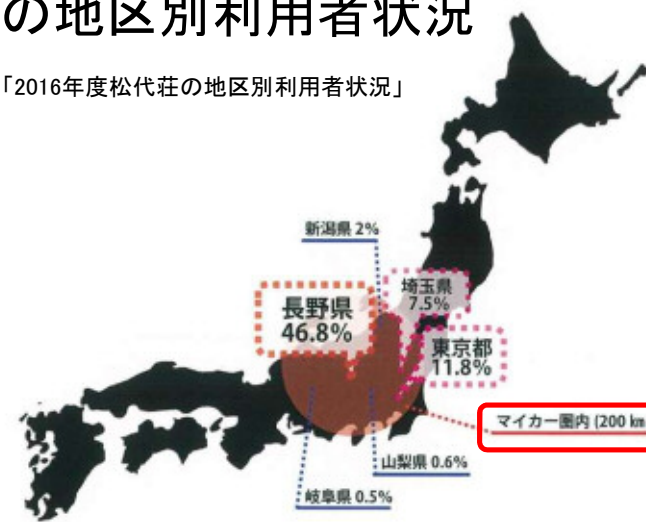 の地区別利用者状況
「2016年度松代荘の地区別利用者状況」
新潟県 2%
埼玉県
7.5%
長野県
46.8%
東京都
11.8%
マイカー圏内 (200 km
山梨県 0.6%
岐阜県 0.5%